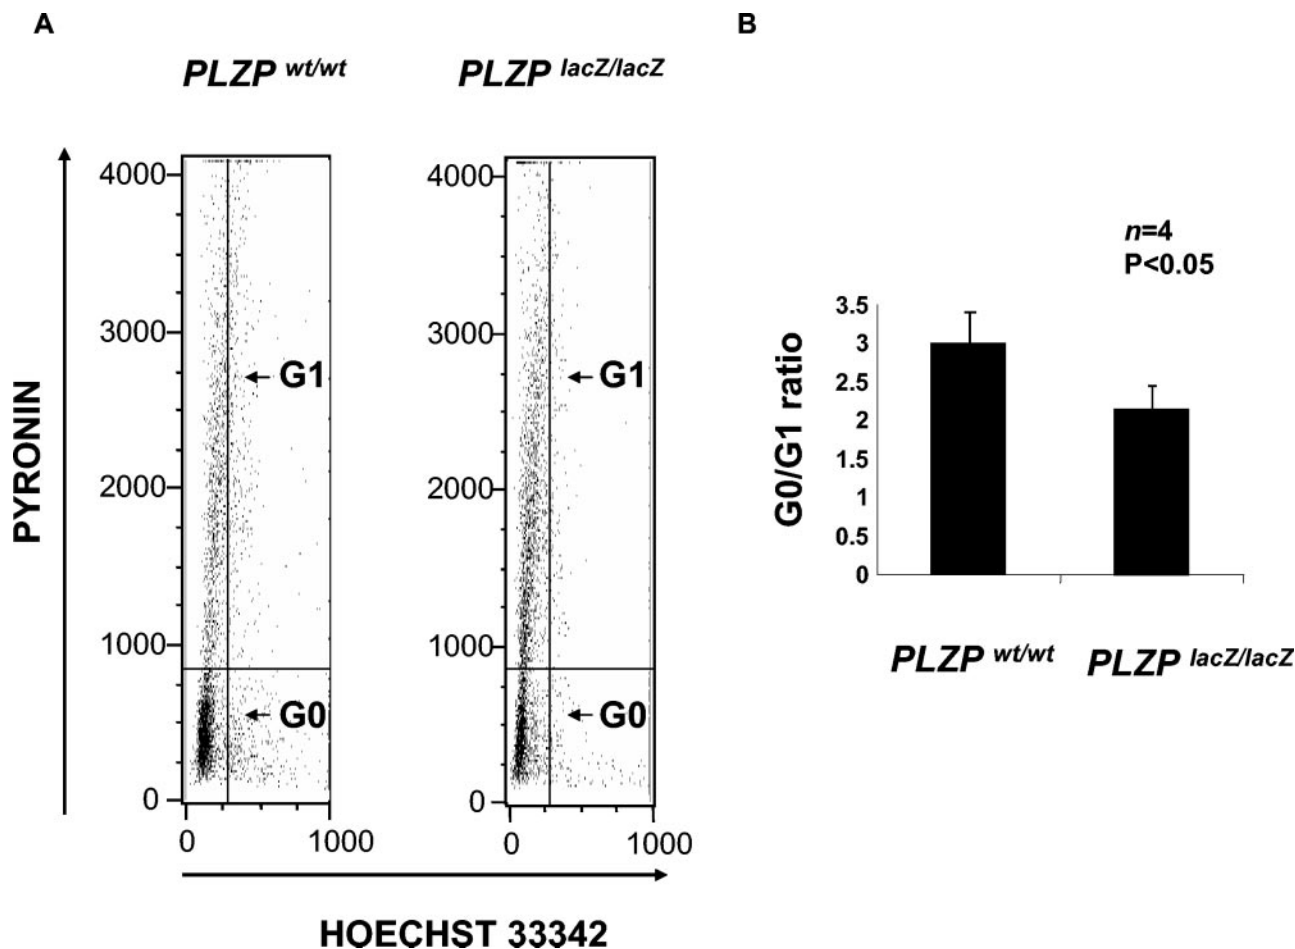 A
B
PLZP wt/wt
PLZP lacZ/lacZ
4000
3000
2000
1000
0
0
1000
G1
G0
4000
3000
2000
1000
0
0
1000
G1
G0
PYRONIN
HOECHST 33342
n=4
P<0.05
3.5
3
2.5
2
1.5
1
0.5
0
G0/G1 ratio
PLZP wt/wt
PLZP lacZ/lacZ